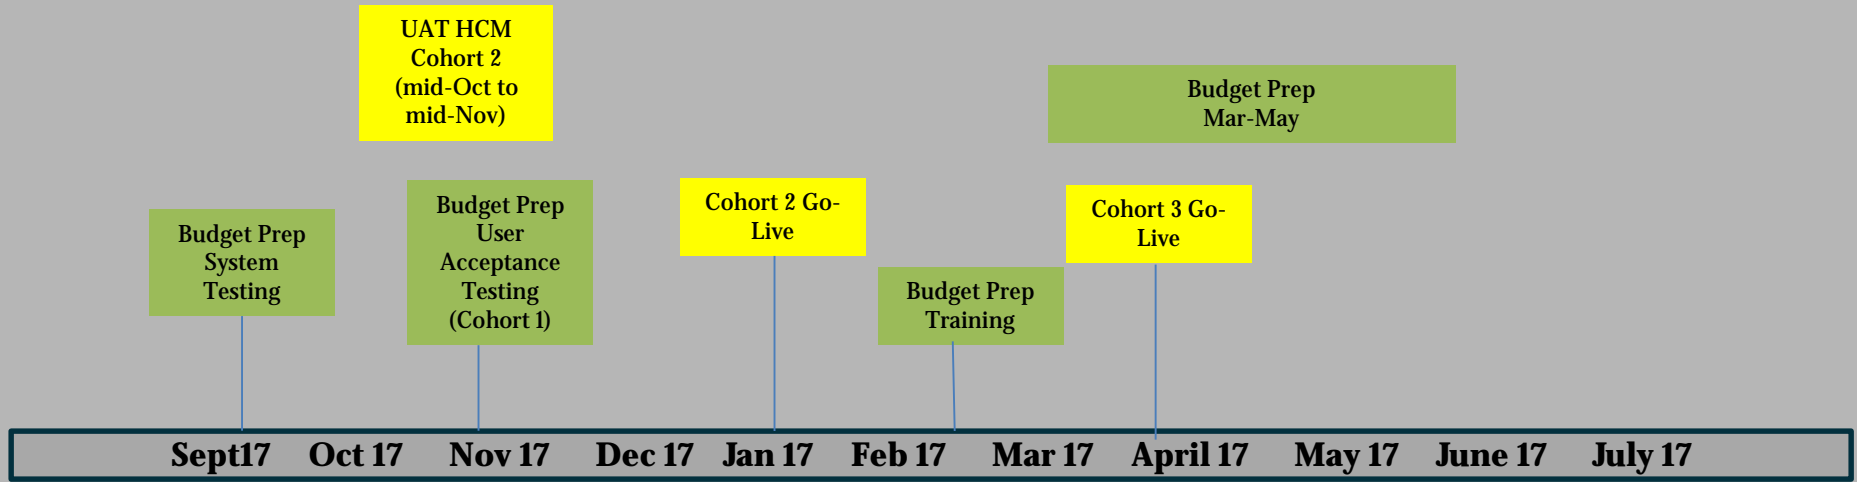 UAT HCM
Cohort 2
(mid-Oct to
mid-Nov)
Budget Prep
Mar-May
Budget Prep
System
Testing
Budget Prep
User
Acceptance
Testing
(Cohort 1)
Cohort 2 Go-
Live
Budget Prep
Training
Cohort 3 Go-
Live
Sept17 Oct 17 Nov 17 Dec 17 Jan 17 Feb 17 Mar 17 April 17 May 17 June 17 July 17